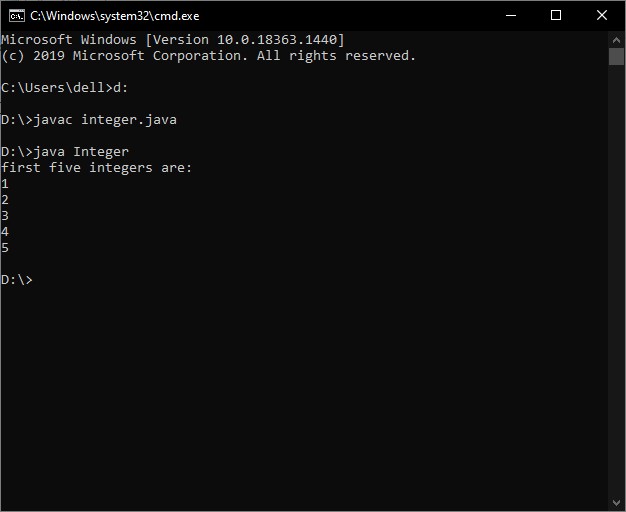 C:\Windows\system32\cmd.exe
Microsoft Windows [Version 10.0.18363.1440]
(c) 2019 Microsoft Corporation. All rights reserved.
C:\Users\dell>d:
D:\>javac integer.java
D:\>java Integer
first five integers are:
1
2
3
4
5
D:\>